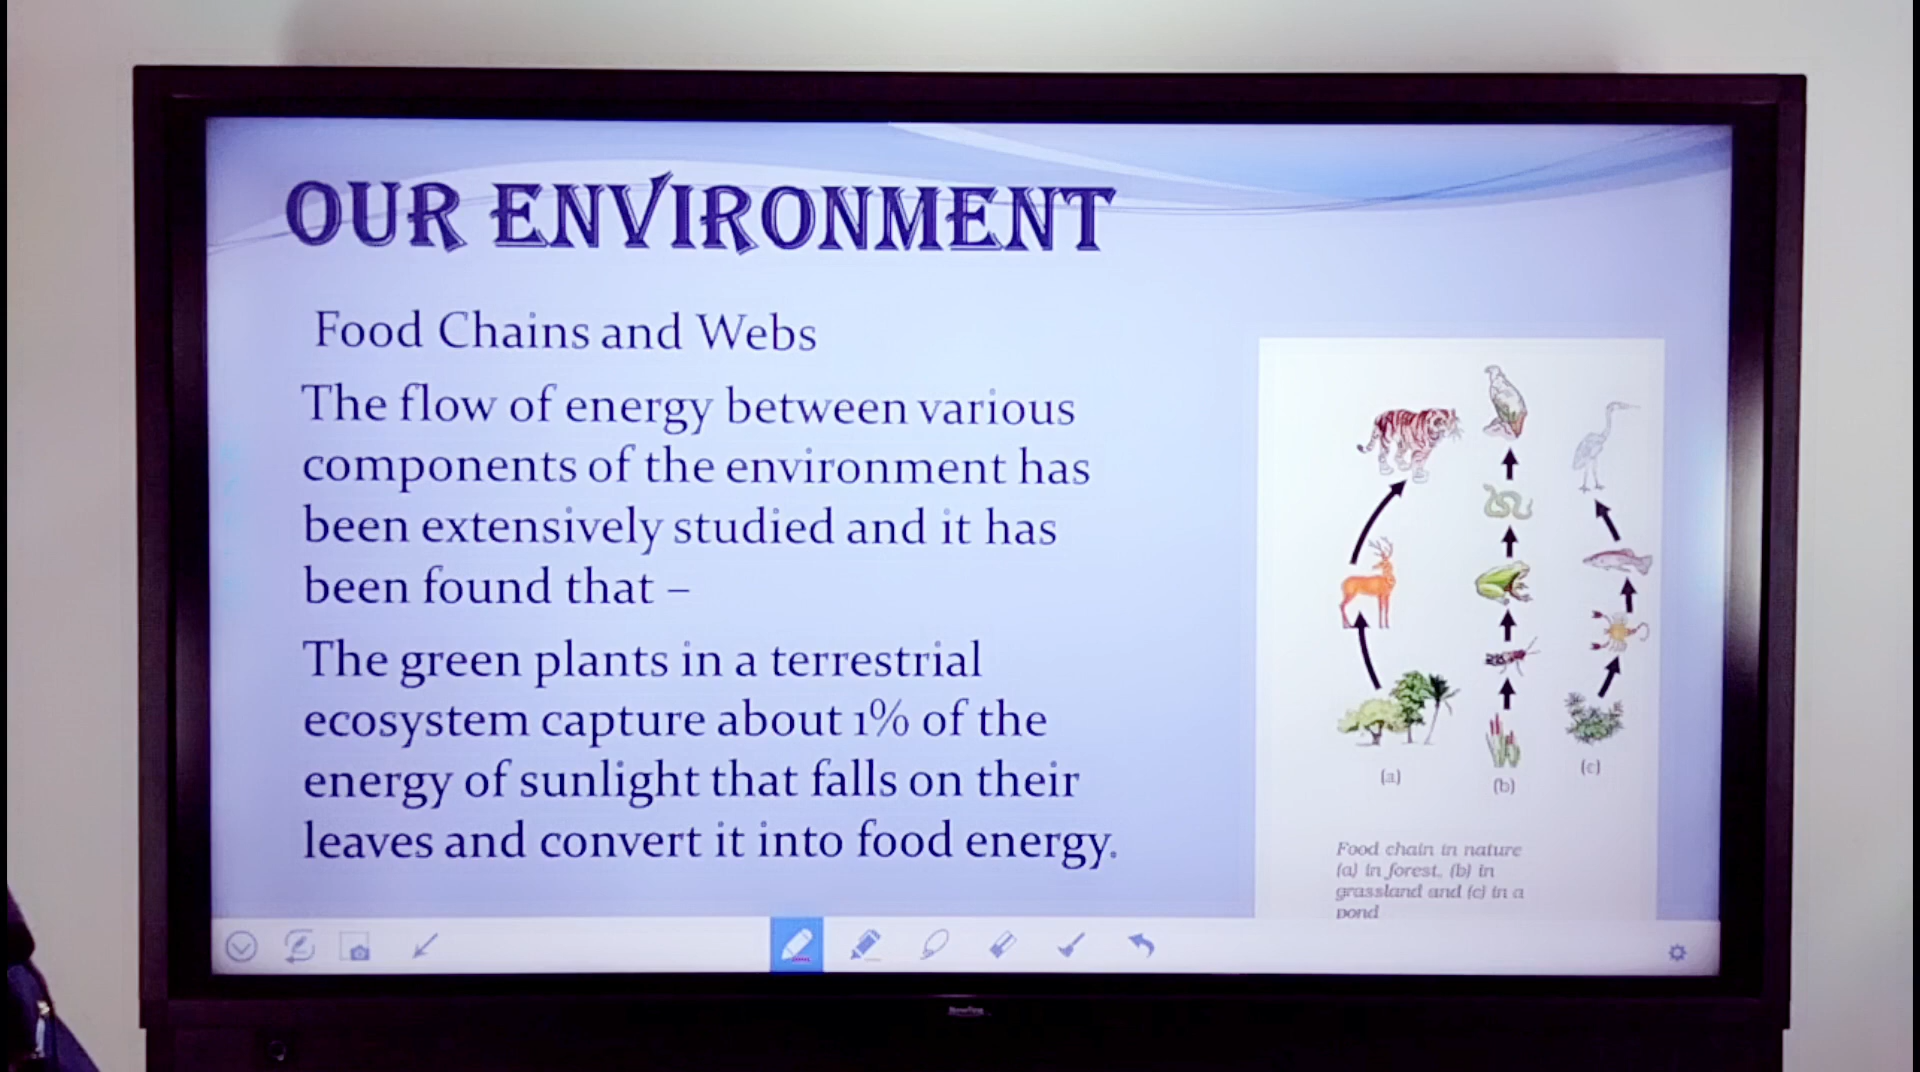 OUR ENVIRONMENT
Food Chains and Webs
The flow of energy between various
components of the environment has
been extensively studied and it has
been found that –
The green plants in a terrestrial
ecosystem capture about 1% of the
energy of sunlight that falls on their
leaves and convert it into food energy.
(a)
(b)
(c)
Food chain in nature
(a) in forest, (b) in
grassland and (c) in a
pond